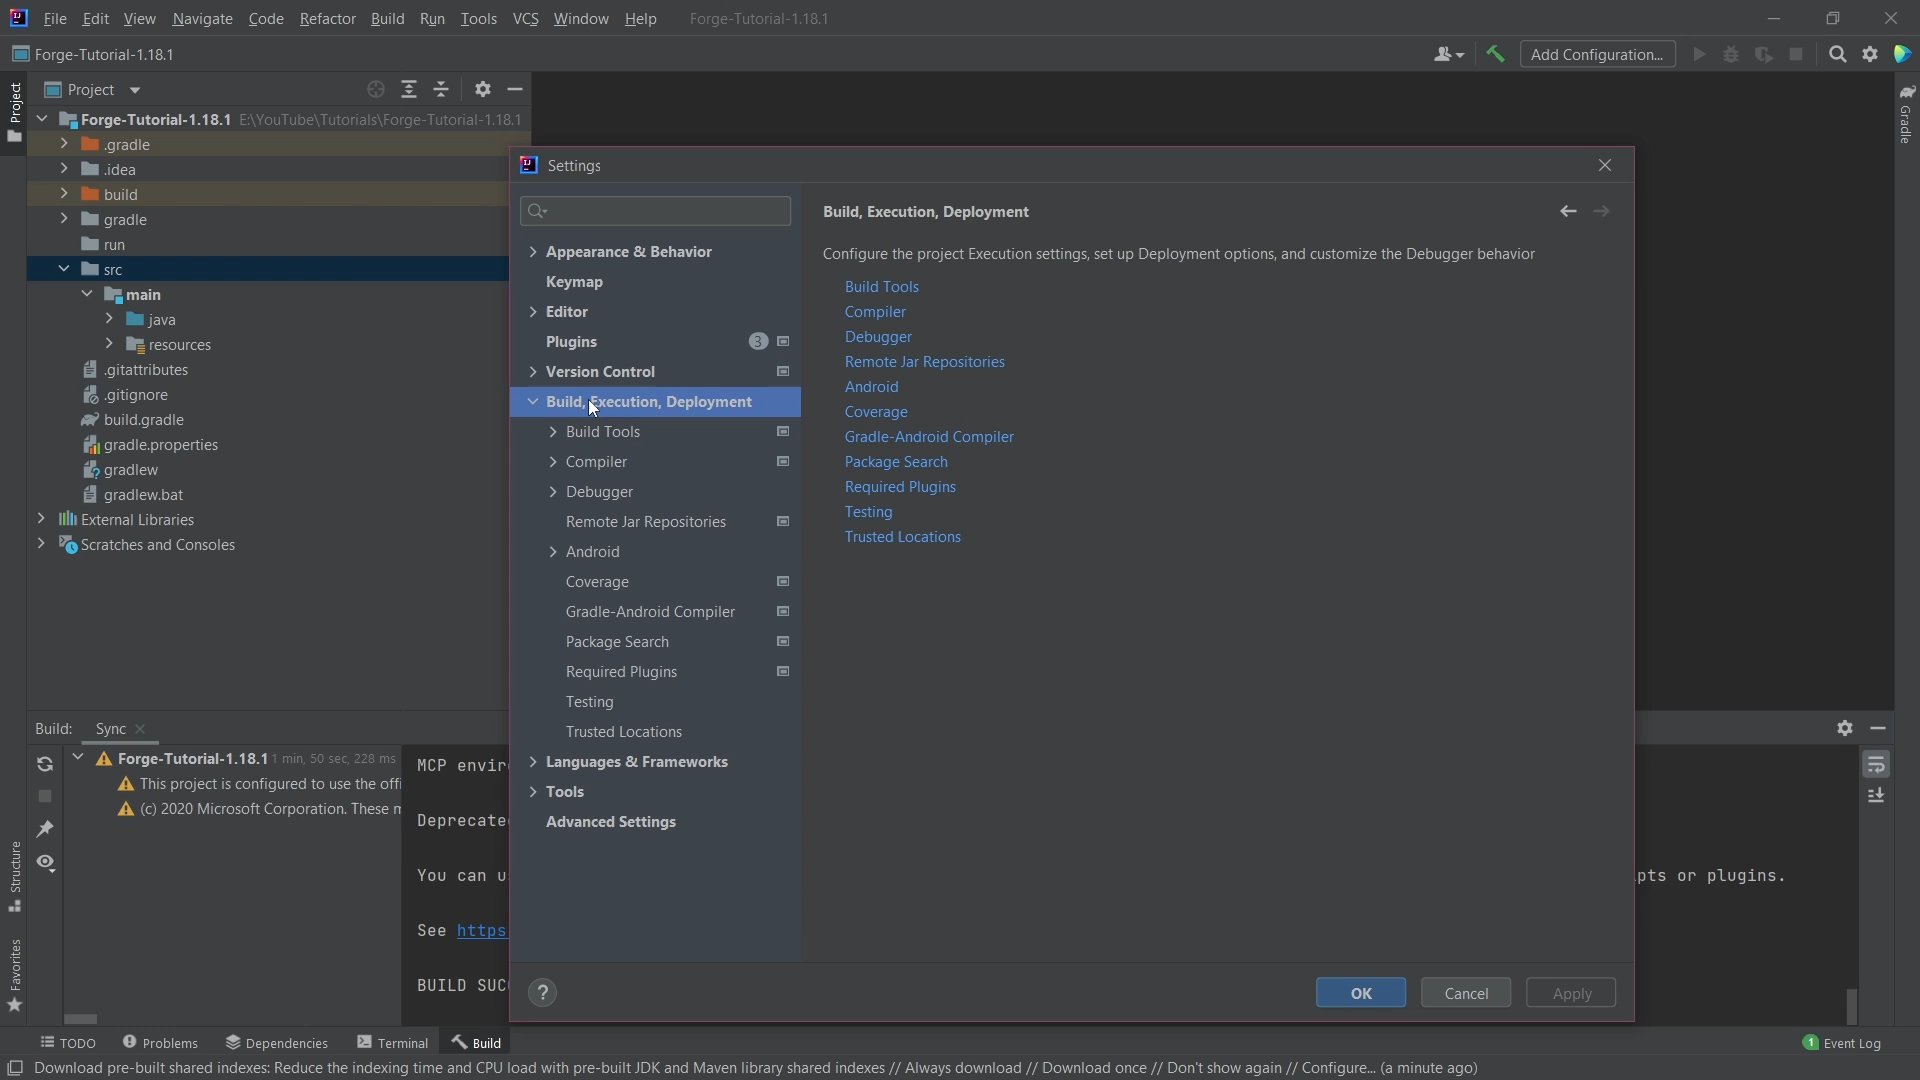 File Edit View Navigate Code Refactor Build Run Tools VCS Window Help Forge-Tutorial-1.18.1
Forge-Tutorial-1.18.1
Add Configuration...
Project
Project
Gradle
Forge-Tutorial-1.18.1 E:\YouTube\Tutorials\Forge-Tutorial-1.18.1
.gradle
.idea
build
gradle
run
src
main
java
resources
.gitattributes
.gitignore
build.gradle
gradle.properties
gradlew
gradlew.bat
External Libraries
Scratches and Consoles
Settings
Appearance & Behavior
Keymap
Editor
Plugins 3
Version Control
Build, Execution, Deployment
Build Tools
Compiler
Debugger
Remote Jar Repositories
Android
Coverage
Gradle-Android Compiler
Package Search
Required Plugins
Testing
Trusted Locations
Languages & Frameworks
Tools
Advanced Settings
Build, Execution, Deployment
Configure the project Execution settings, set up Deployment options, and customize the Debugger behavior
Build Tools
Compiler
Debugger
Remote Jar Repositories
Android
Coverage
Gradle-Android Compiler
Package Search
Required Plugins
Testing
Trusted Locations
?
OK
Cancel
Apply
Build: Sync
Forge-Tutorial-1.18.1 1 min, 50 sec, 228 ms
This project is configured to use the offi
(c) 2020 Microsoft Corporation. These
MCP envir
Deprecate
You can u
pts or plugins.
See https
BUILD SUC
Structure
Favorites
TODO Problems Dependencies Terminal Build
1 Event Log
Download pre-built shared indexes: Reduce the indexing time and CPU load with pre-built JDK and Maven library shared indexes // Always download // Download once // Don't show again // Configure... (a minute ago)